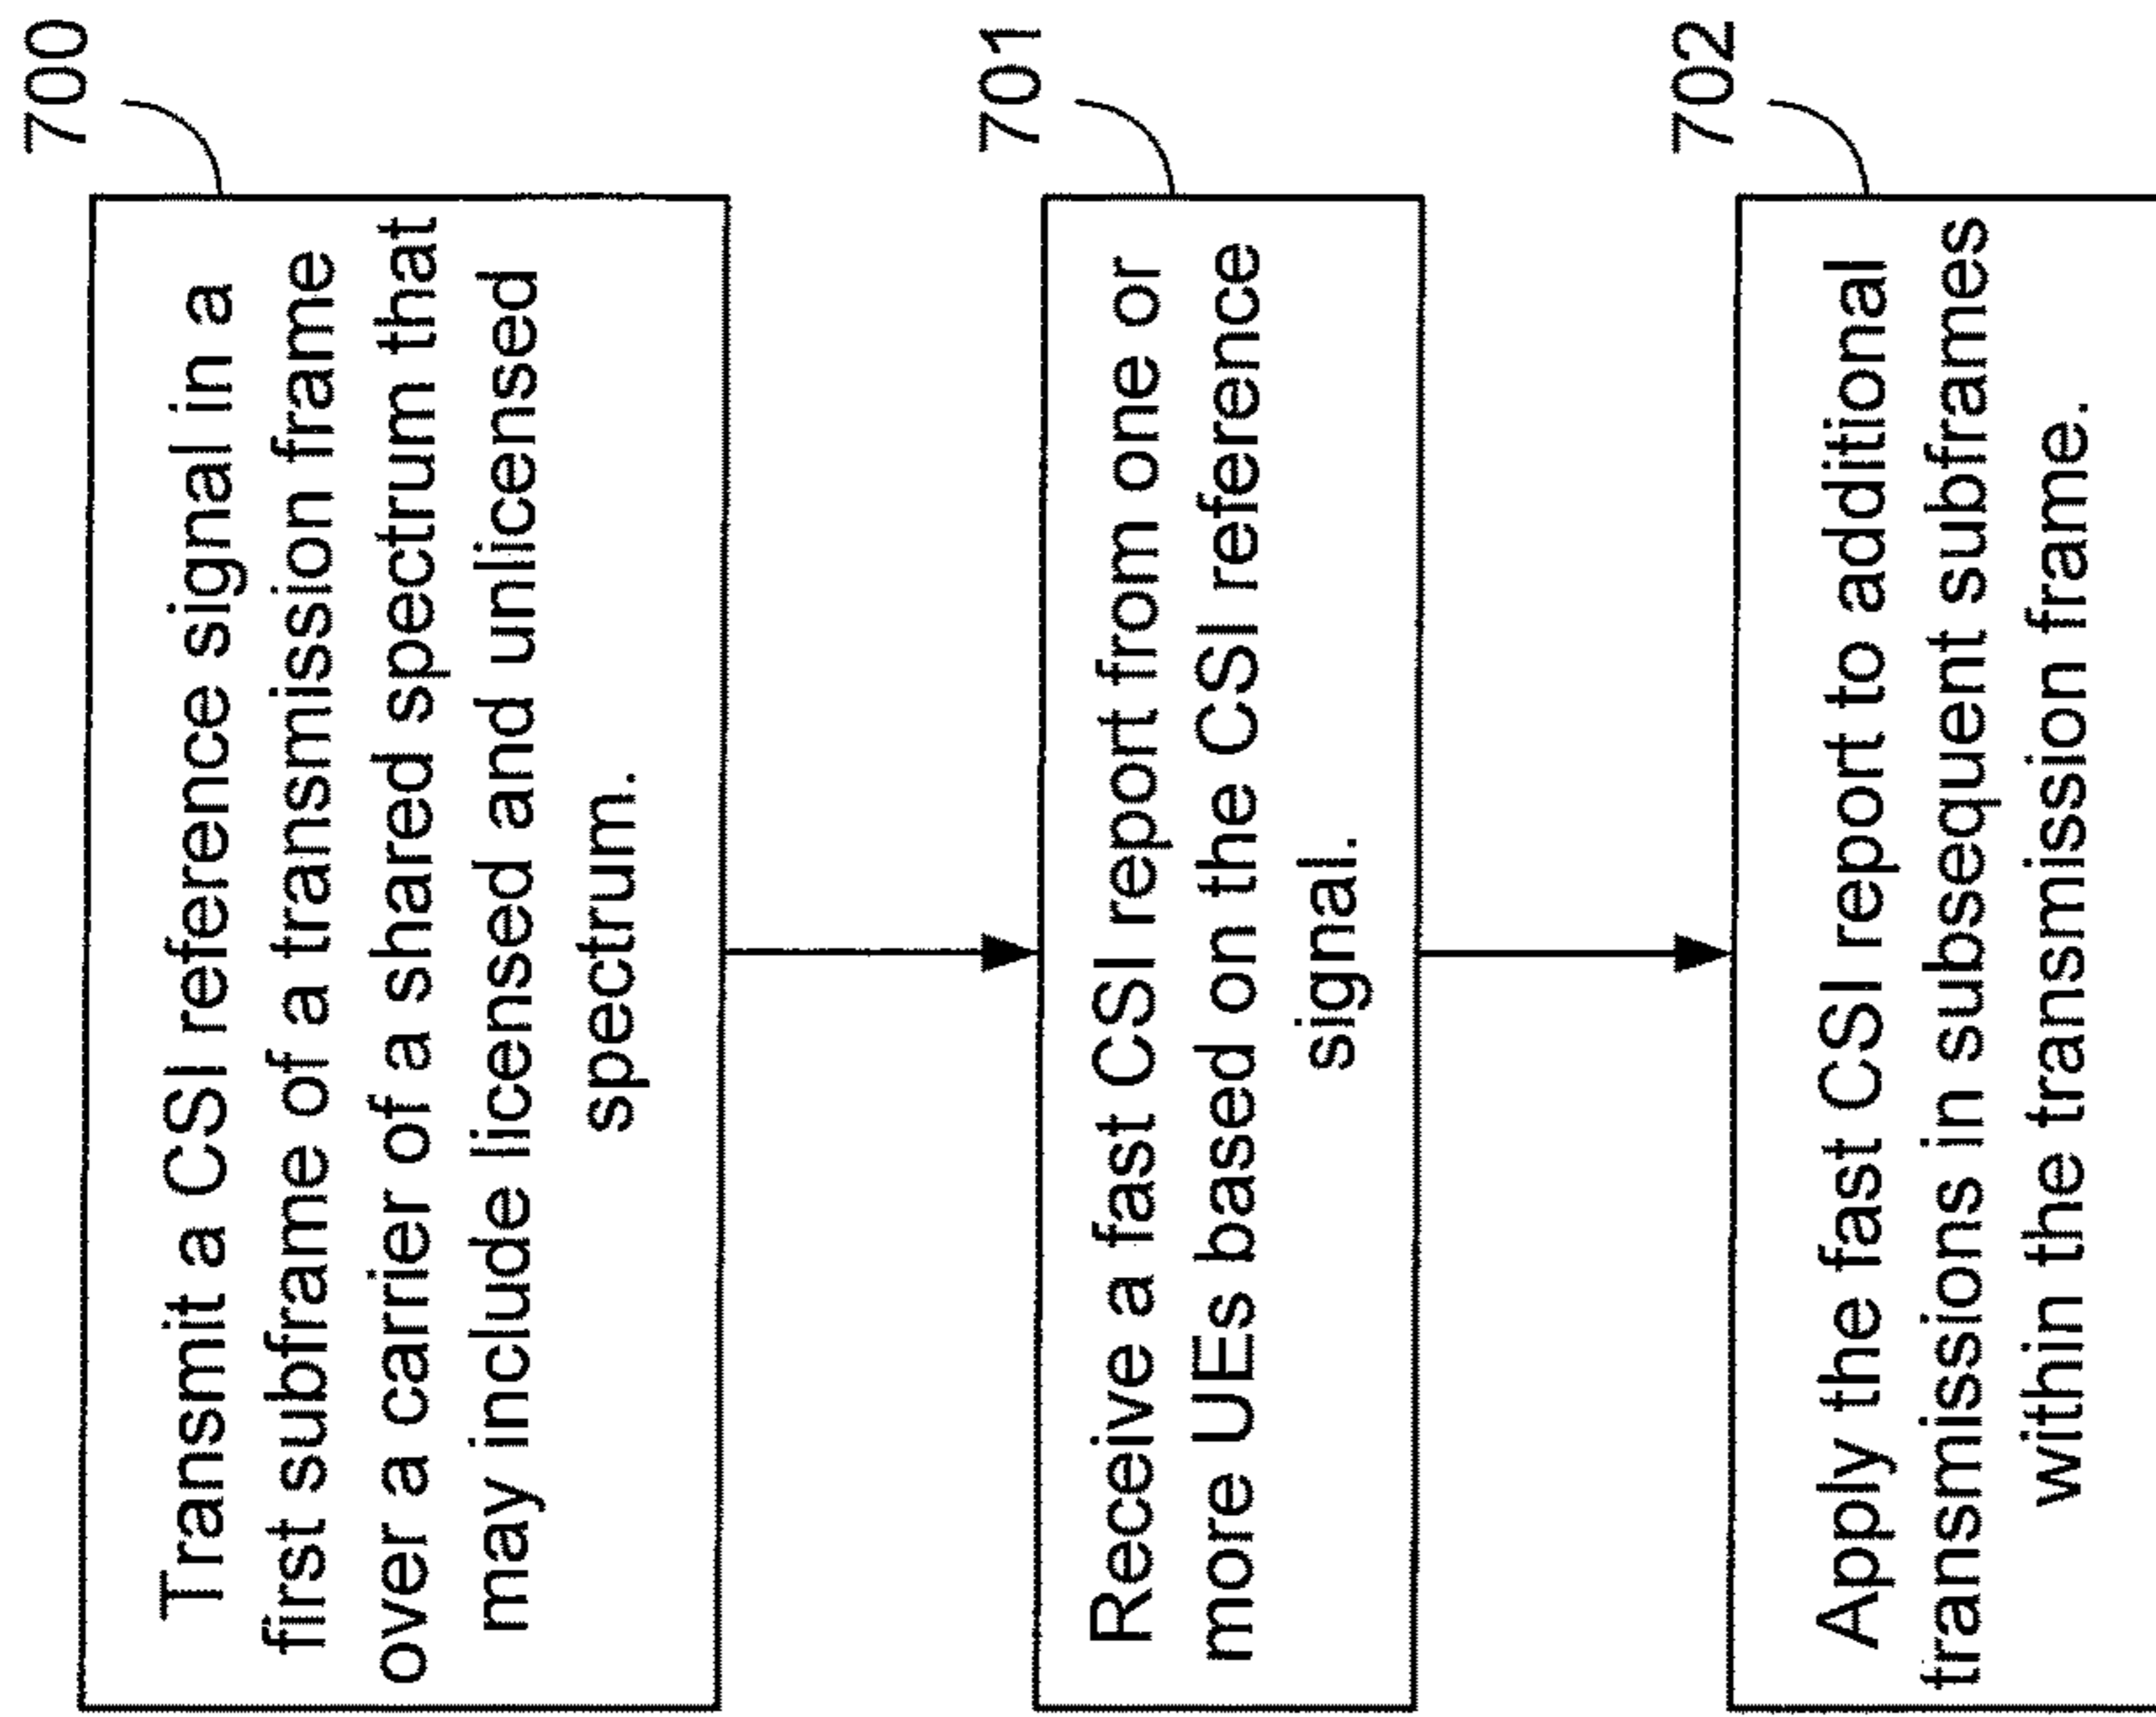 700
Transmit a CSI reference signal in a
first subframe of a transmission frame
over a carrier of a shared spectrum that
may include licensed and unlicensed
spectrum.
701
Receive a fast CSI report from one or
more UEs based on the CSI reference
signal.
702
Apply the fast CSI report to additional
transmissions in subsequent subframes
within the transmission frame.